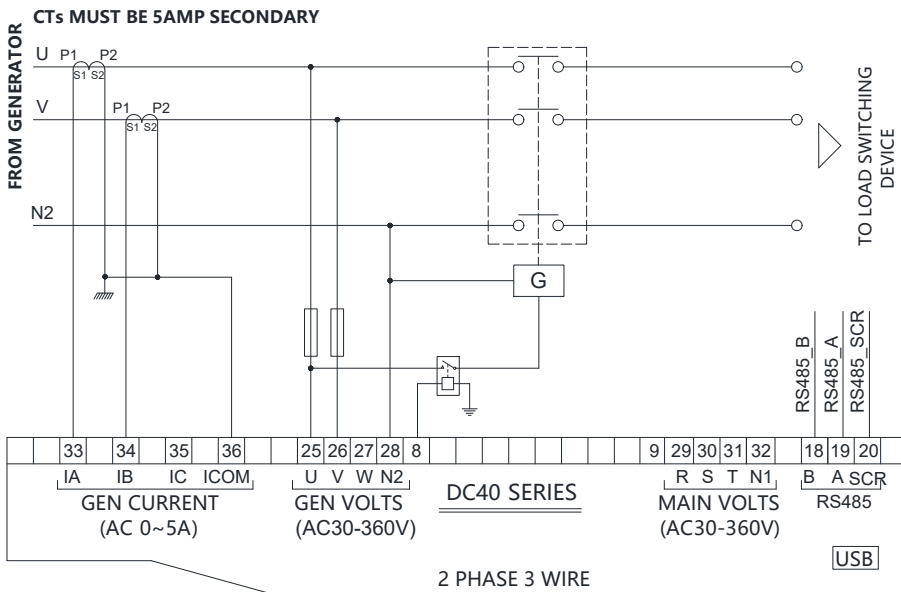 CTs MUST BE 5AMP SECONDARY
FROM GENERATOR
U P1 P2
S1 S2
V P1 P2
S1 S2
N2
TO LOAD SWITCHING
DEVICE
G
RS485_B
RS485_A
RS485_SCR
33 34 35 36 25 26 27 28 8 9 29 30 31 32 18 19 20
IA IB IC ICOM U V W N2 R S T N1 B A SCR
GEN CURRENT
(AC 0~5A)
GEN VOLTS
(AC30-360V)
DC40 SERIES
MAIN VOLTS
(AC30-360V)
RS485
USB
2 PHASE 3 WIRE